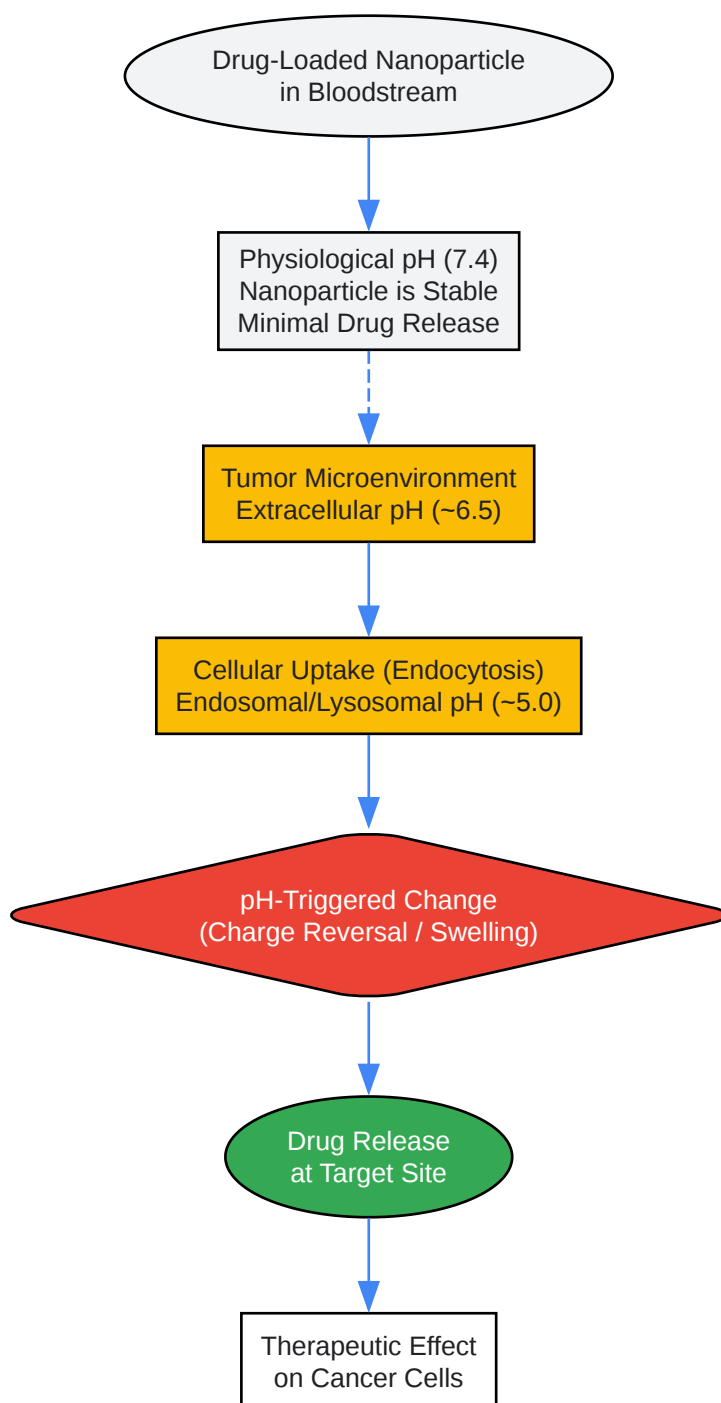 Drug-Loaded Nanoparticle
in Bloodstream
Physiological pH (7.4)
Nanoparticle is Stable
Minimal Drug Release
Tumor Microenvironment
Extracellular pH (~6.5)
Cellular Uptake (Endocytosis)
Endosomal/Lysosomal pH (~5.0)
pH-Triggered Change
(Charge Reversal / Swelling)
Drug Release
at Target Site
Therapeutic Effect
on Cancer Cells